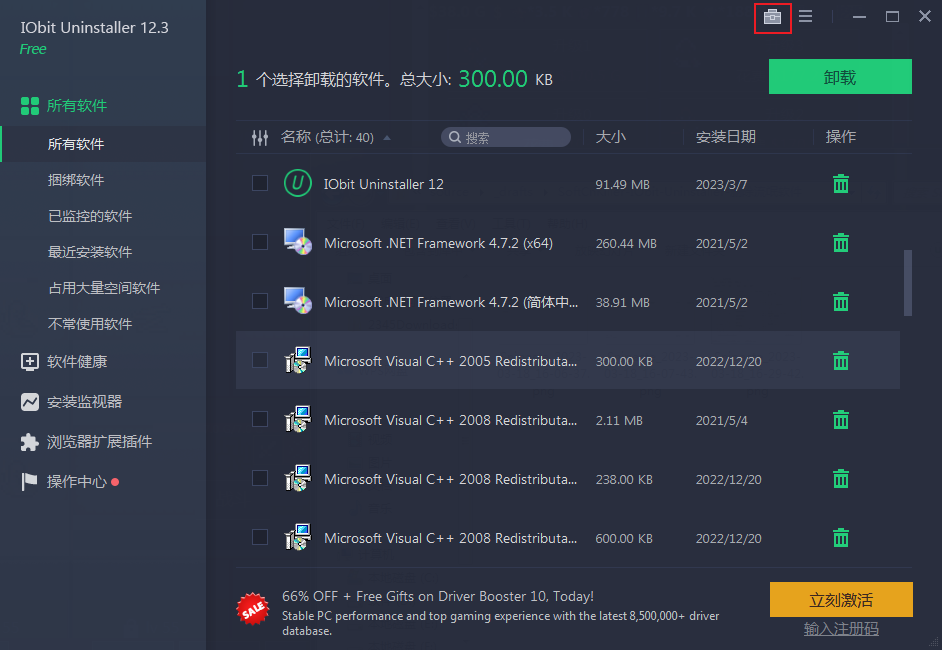 IObit Uninstaller 12.3
Free
所有软件
所有软件
捆绑软件
已监控的软件
最近安装软件
占用大量空间软件
不常使用软件
软件健康
安装监视器
浏览器扩展插件
操作中心
1 个选择卸载的软件。总大小: 300.00 KB
卸载
名称 (总计: 40) 搜索 大小 安装日期 操作
U IObit Uninstaller 12 91.49 MB 2023/3/7
Microsoft .NET Framework 4.7.2 (x64) 260.44 MB 2021/5/2
Microsoft .NET Framework 4.7.2 (简体中... 38.91 MB 2021/5/2
Microsoft Visual C++ 2005 Redistributa... 300.00 KB 2022/12/20
Microsoft Visual C++ 2008 Redistributa... 2.11 MB 2021/5/4
Microsoft Visual C++ 2008 Redistributa... 238.00 KB 2022/12/20
Microsoft Visual C++ 2008 Redistributa... 600.00 KB 2022/12/20
SALE
66% OFF + Free Gifts on Driver Booster 10, Today!
Stable PC performance and top gaming experience with the latest 8,500,000+ driver
database.
立刻激活
输入注册码